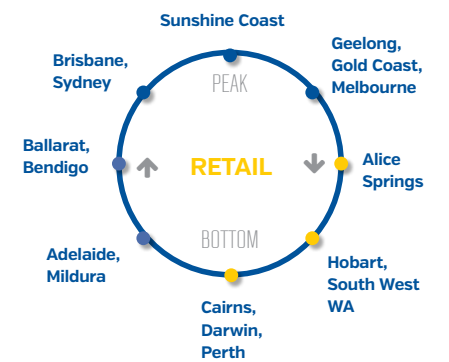 Sunshine Coast
Geelong,
Gold Coast,
Melbourne
Brisbane,
Sydney
PEAK
Ballarat,
Bendigo
RETAIL
Alice
Springs
BOTTOM
Adelaide,
Mildura
Hobart,
South West
WA
Cairns,
Darwin,
Perth